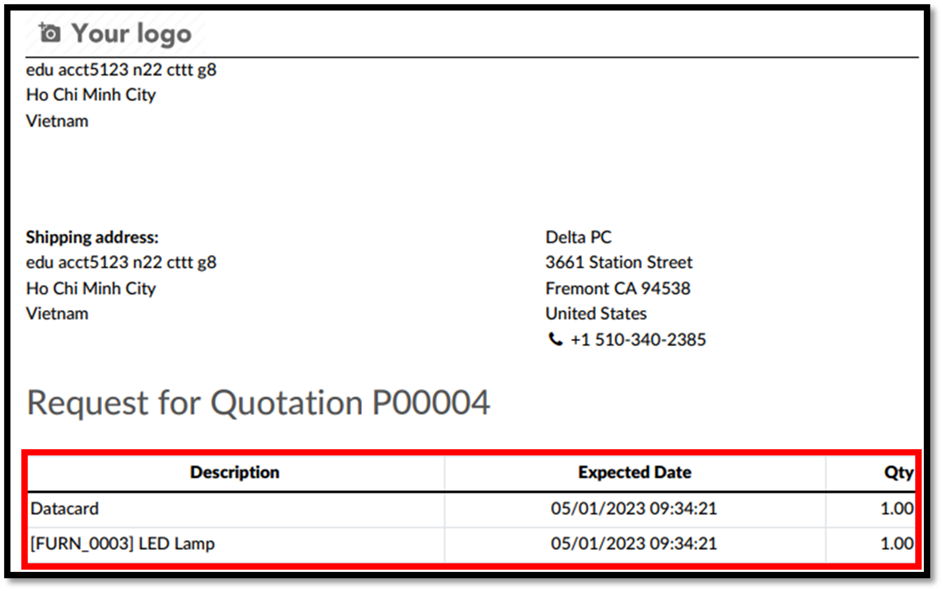 Your logo
edu acct5123 n22 cttt g8
Ho Chi Minh City
Vietnam
Shipping address:
edu acct5123 n22 cttt g8
Ho Chi Minh City
Vietnam
Delta PC
3661 Station Street
Fremont CA 94538
United States
+1 510-340-2385
Request for Quotation P00004
Description Expected Date Qty
Datacard 05/01/2023 09:34:21 1.00
[FURN_0003] LED Lamp 05/01/2023 09:34:21 1.00